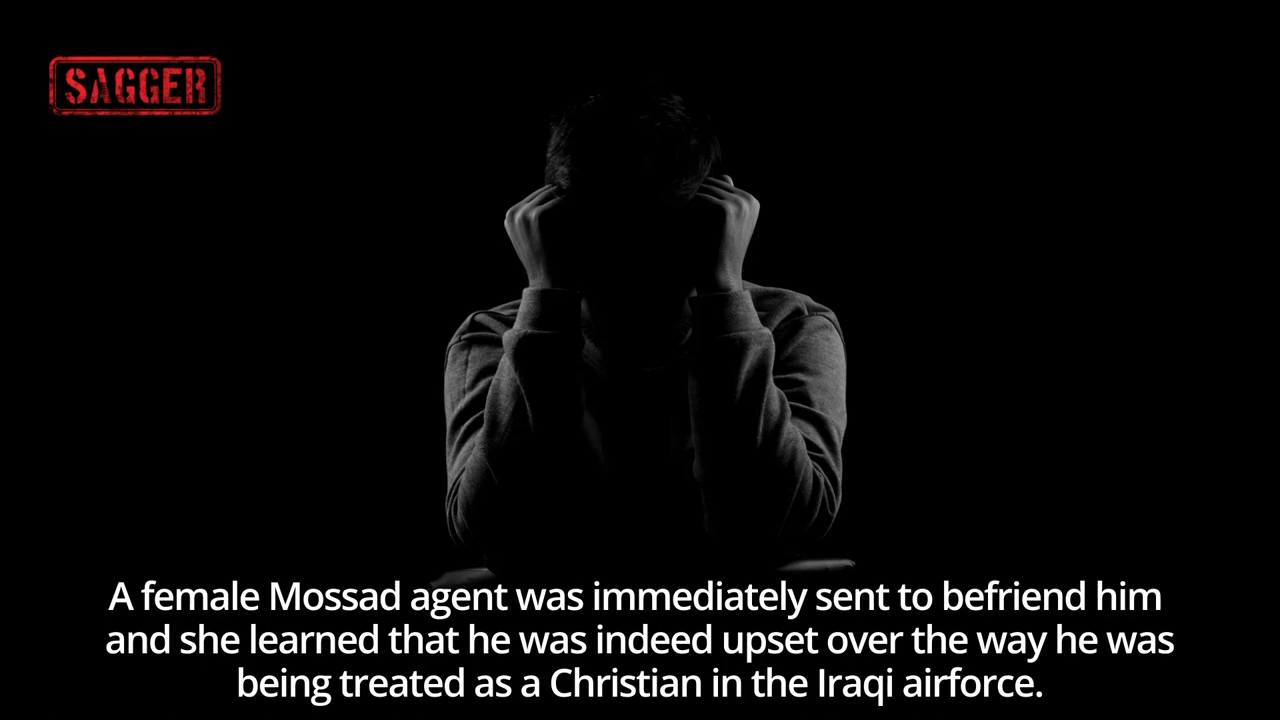 SAGGER
A female Mossad agent was immediately sent to befriend him
and she learned that he was indeed upset over the way he was
being treated as a Christian in the Iraqi airforce.